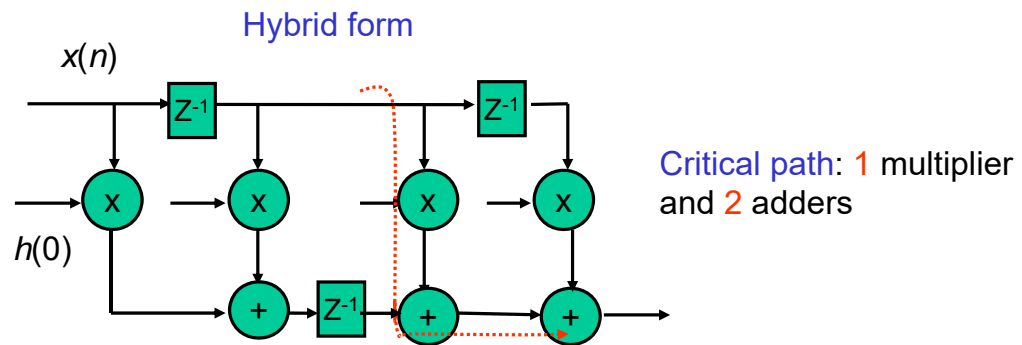 Hybrid form
x(n)
Z⁻¹
Z⁻¹
x
x
x
x
Critical path: 1 multiplier
and 2 adders
h(0)
+
Z⁻¹
+
+